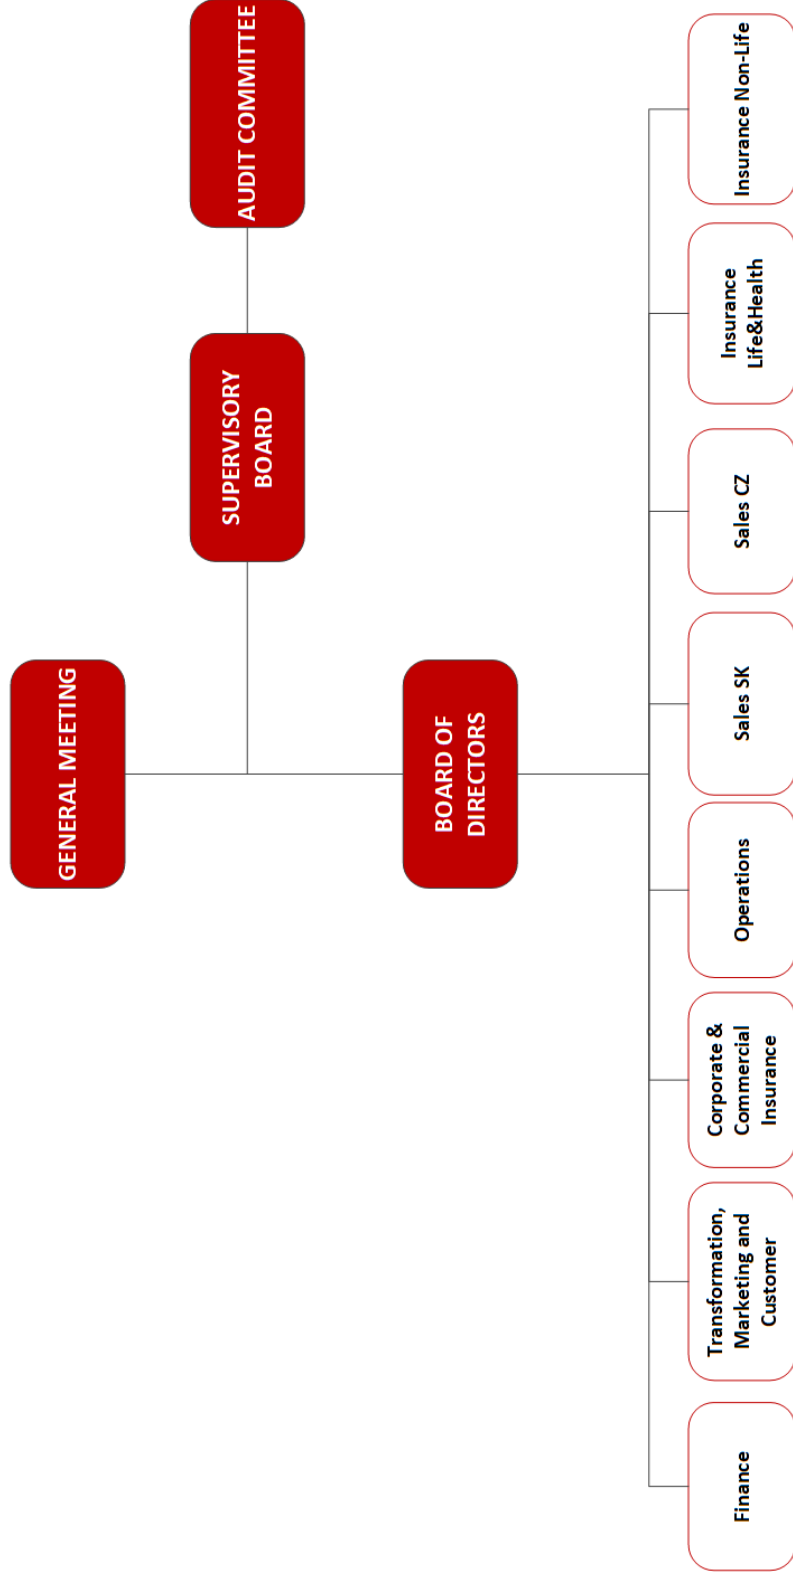 GENERAL MEETING
SUPERVISORY
BOARD
AUDIT COMMITTEE
BOARD OF
DIRECTORS
Finance
Transformation,
Marketing and
Customer
Corporate &
Commercial
Insurance
Operations
Sales SK
Sales CZ
Insurance
Life&Health
Insurance Non-Life